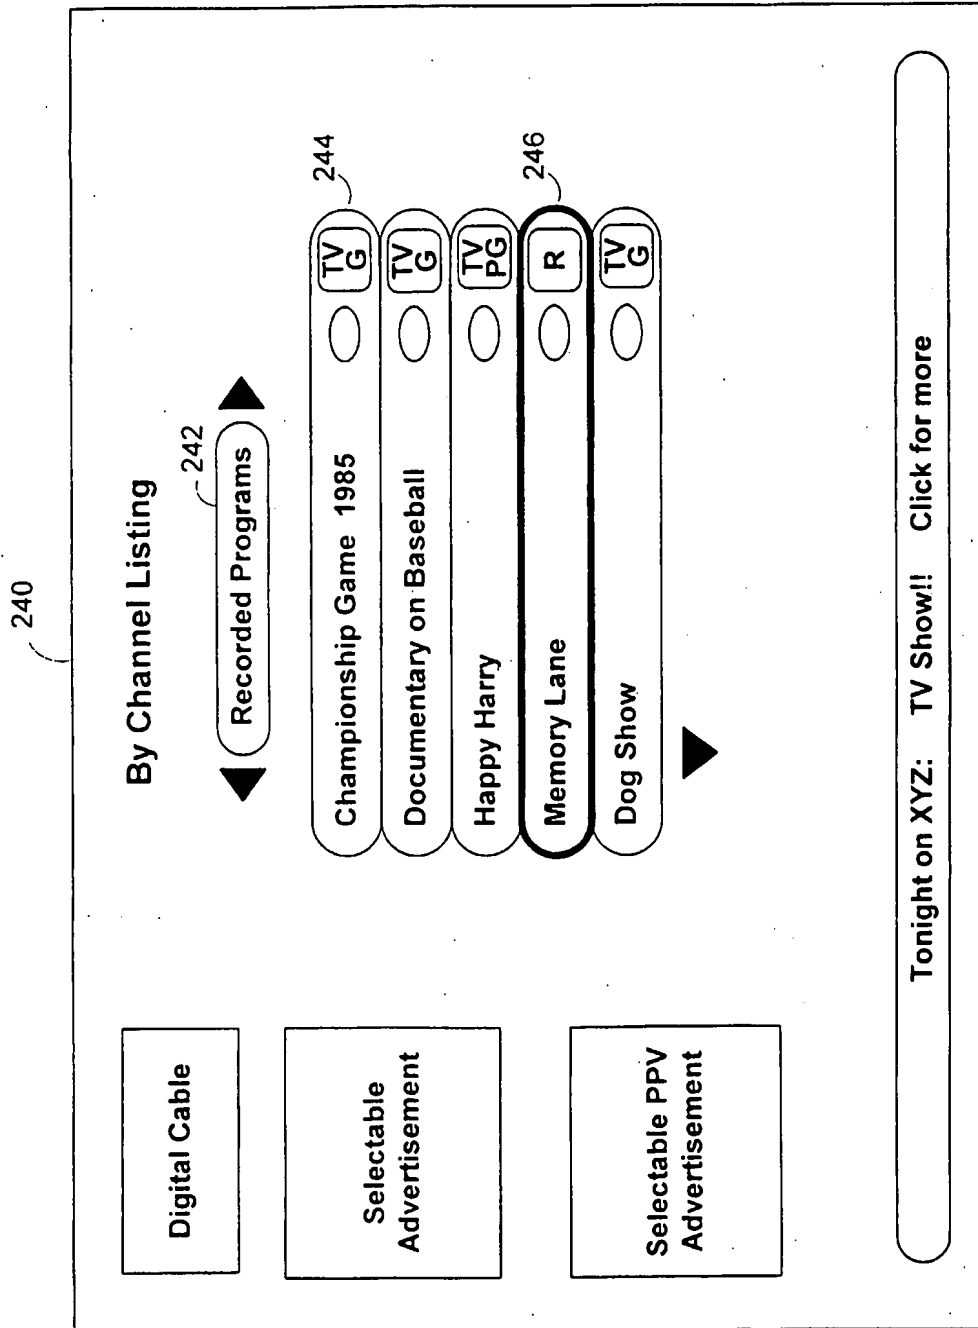 240
By Channel Listing
242
Recorded Programs
244
Championship Game 1985 TV G
Documentary on Baseball TV G
Happy Harry TV PG
246
Memory Lane R
Dog Show TV G
Digital Cable
Selectable
Advertisement
Selectable PPV
Advertisement
Tonight on XYZ: TV Show!! Click for more